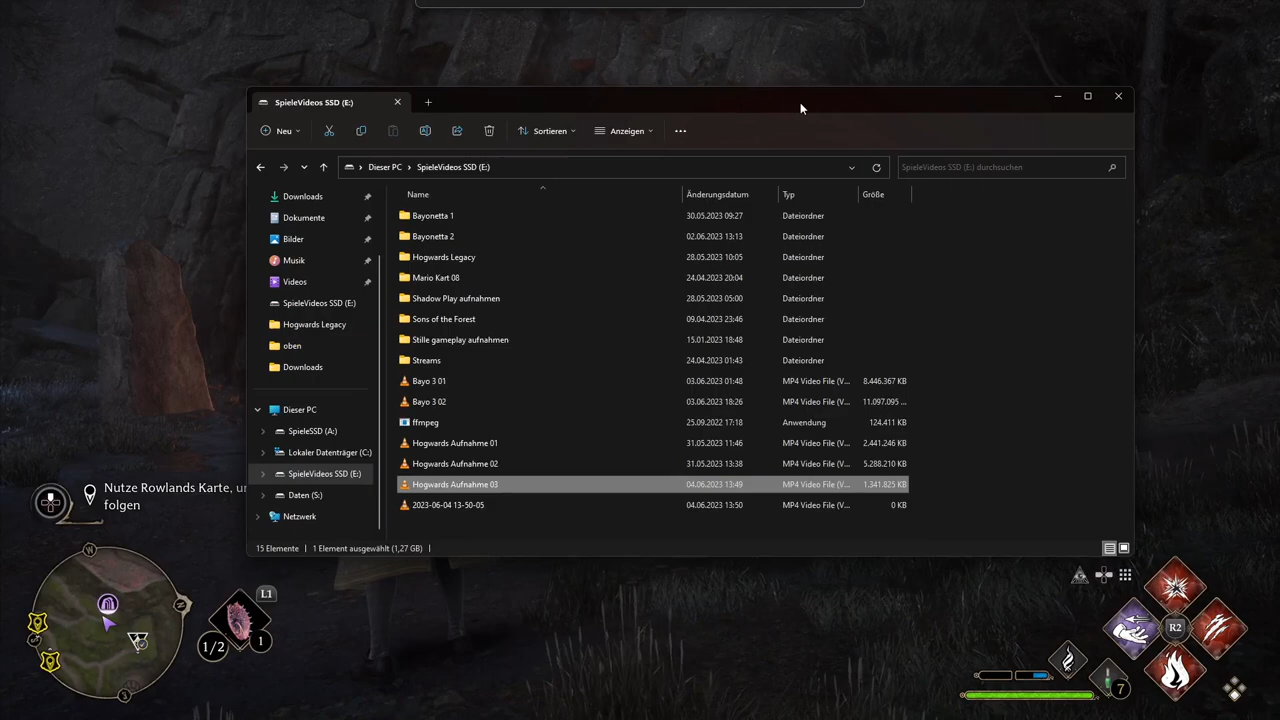 SpieleVideos SSD (E:)
Neu
Sortieren
Anzeigen
Dieser PC
SpieleVideos SSD (E:)
SpieleVideos SSD (E:) durchsuchen
Downloads
Dokumente
Bilder
Musik
Videos
SpieleVideos SSD (E:)
Hogwards Legacy
oben
Downloads
Dieser PC
SpieleSSD (A:)
Lokaler Datenträger (C:)
SpieleVideos SSD (E:)
Daten (S:)
Netzwerk
Name Änderungsdatum Typ Größe
Bayonetta 1 30.05.2023 09:27 Dateiordner
Bayonetta 2 02.06.2023 13:13 Dateiordner
Hogwards Legacy 28.05.2023 10:05 Dateiordner
Mario Kart 08 24.04.2023 20:04 Dateiordner
Shadow Play aufnahmen 28.05.2023 05:00 Dateiordner
Sons of the Forest 09.04.2023 23:46 Dateiordner
Stille gameplay aufnahmen 15.01.2023 18:48 Dateiordner
Streams 24.04.2023 01:43 Dateiordner
Bayo 3 01 03.06.2023 01:48 MP4 Video File (V... 8.446.367 KB
Bayo 3 02 03.06.2023 18:26 MP4 Video File (V... 11.097.095 ...
ffmpeg 25.09.2022 17:18 Anwendung 124.411 KB
Hogwards Aufnahme 01 31.05.2023 11:46 MP4 Video File (V... 2.441.246 KB
Hogwards Aufnahme 02 31.05.2023 13:38 MP4 Video File (V... 5.288.210 KB
Hogwards Aufnahme 03 04.06.2023 13:49 MP4 Video File (V... 1.341.825 KB
2023-06-04 13-50-05 04.06.2023 13:50 MP4 Video File (V... 0 KB
15 Elemente 1 Element ausgewählt (1,27 GB)
Nutze Rowlands Karte, um
folgen
W
N
S
L1
1/2
1
R2
7